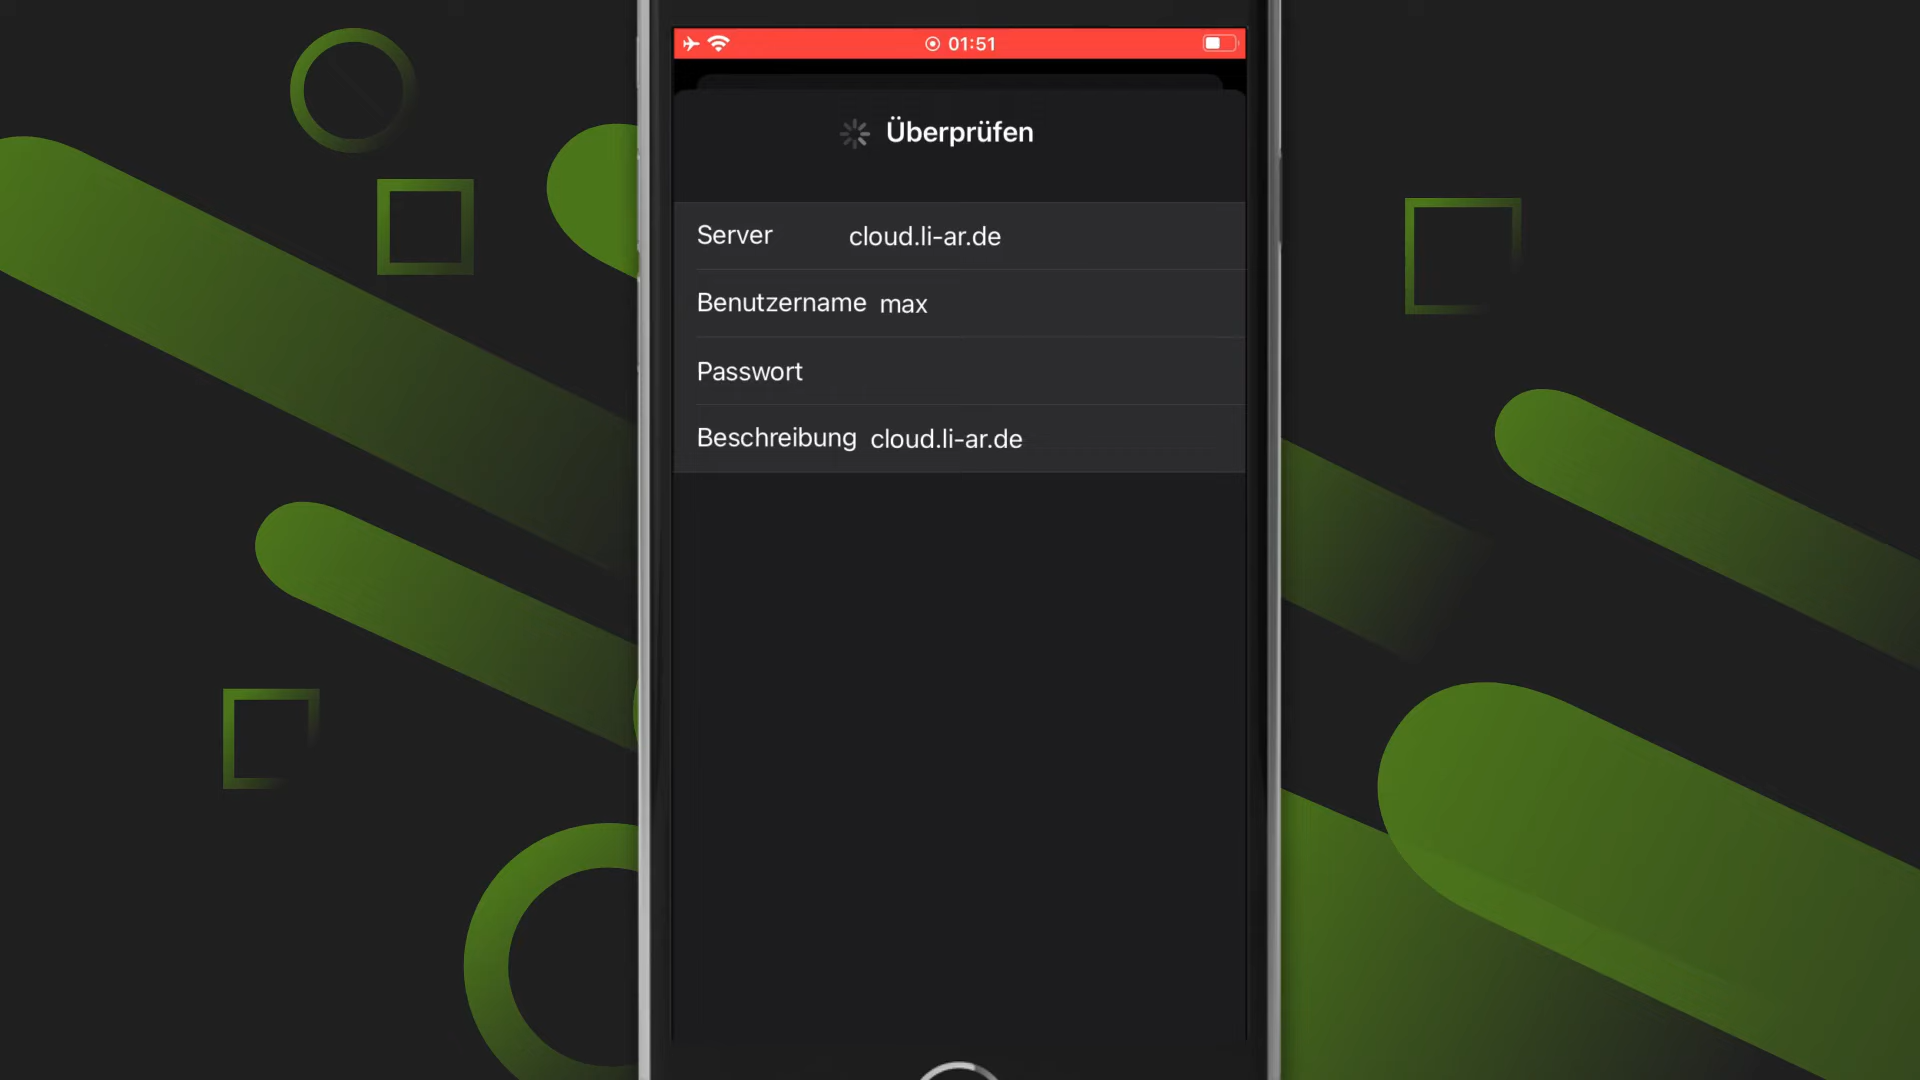 01:51
Überprüfen
Server cloud.li-ar.de
Benutzername max
Passwort
Beschreibung cloud.li-ar.de